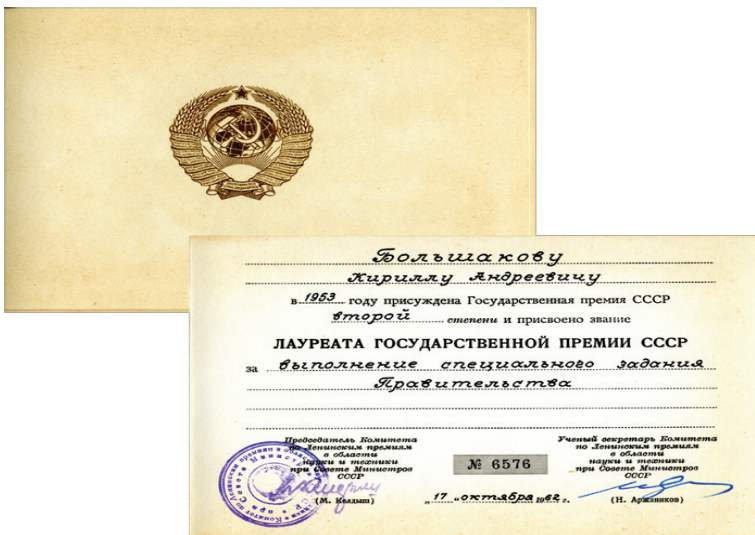 Большакову
Кириллу Андреевичу
в 1953 году присуждена Государственная премия СССР
второй степени и присвоено звание
ЛАУРЕАТА ГОСУДАРСТВЕННОЙ ПРЕМИИ СССР
за выполнение специального задания
Правительства
Председатель Комитета
по Ленинским премиям
в области
науки и техники
при Совете Министров
СССР
(М. Келдыш)
№ 6576
„17 " октября 1962 г.
Ученый секретарь Комитета
по Ленинским премиям
в области
науки и техники
при Совете Министров
СССР
(Н. Аржанников)